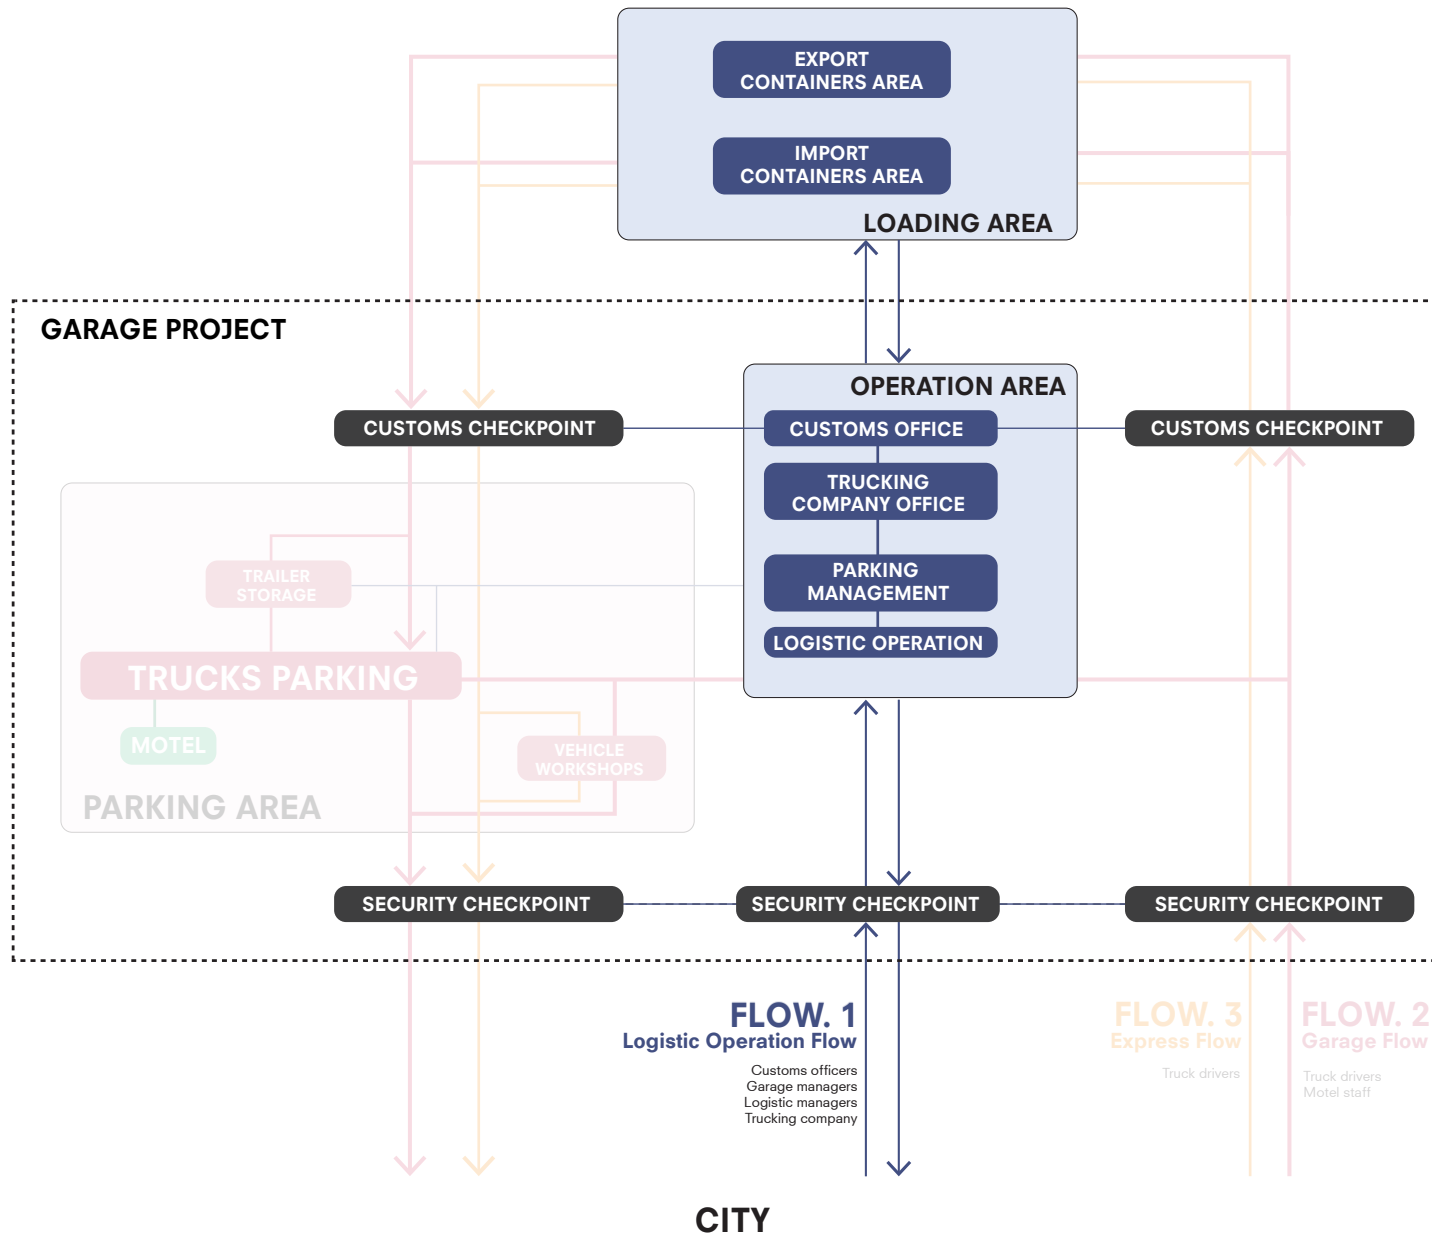 EXPORT
CONTAINERS AREA
IMPORT
CONTAINERS AREA
LOADING AREA
GARAGE PROJECT
OPERATION AREA
CUSTOMS CHECKPOINT
CUSTOMS OFFICE
CUSTOMS CHECKPOINT
TRUCKING
COMPANY OFFICE
PARKING
MANAGEMENT
LOGISTIC OPERATION
TRAILER
STORAGE
TRUCKS PARKING
MOTEL
VEHICLE
WORKSHOPS
PARKING AREA
SECURITY CHECKPOINT
SECURITY CHECKPOINT
SECURITY CHECKPOINT
FLOW. 1
Logistic Operation Flow
Customs officers
Garage managers
Logistic managers
Trucking company
FLOW. 3
Express Flow
Truck drivers
FLOW. 2
Garage Flow
Truck drivers
Motel staff
CITY